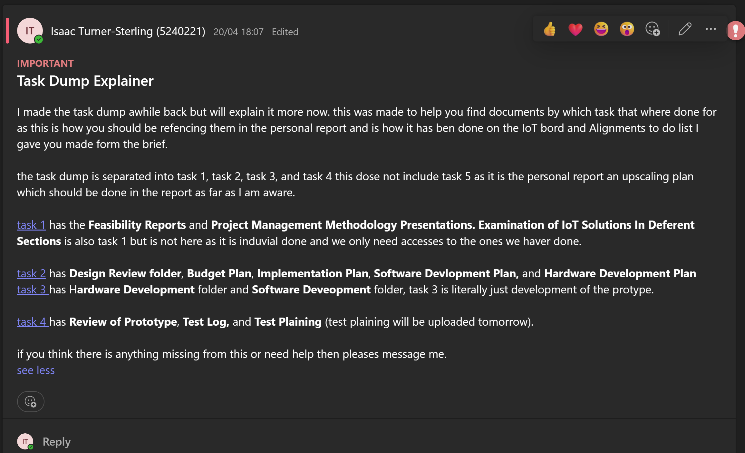 IT Isaac Turner-Sterling (5240221) 20/04 18:07 Edited
IMPORTANT
Task Dump Explainer
I made the task dump awhile back but will explain it more now. this was made to help you find documents by which task that where done for
as this is how you should be refencing them in the personal report and is how it has ben done on the IoT bord and Alignments to do list I
gave you made form the brief.
the task dump is separated into task 1, task 2, task 3, and task 4 this dose not include task 5 as it is the personal report an upscaling plan
which should be done in the report as far as I am aware.
task 1 has the Feasibility Reports and Project Management Methodology Presentations. Examination of IoT Solutions In Deferent
Sections is also task 1 but is not here as it is induvial done and we only need accesses to the ones we haver done.
task 2 has Design Review folder, Budget Plan, Implementation Plan, Software Devlopment Plan, and Hardware Development Plan
task 3 has Hardware Development folder and Software Deveopment folder, task 3 is literally just development of the protype.
task 4 has Review of Prototype, Test Log, and Test Plaining (test plaining will be uploaded tomorrow).
if you think there is anything missing from this or need help then pleases message me.
see less
IT Reply